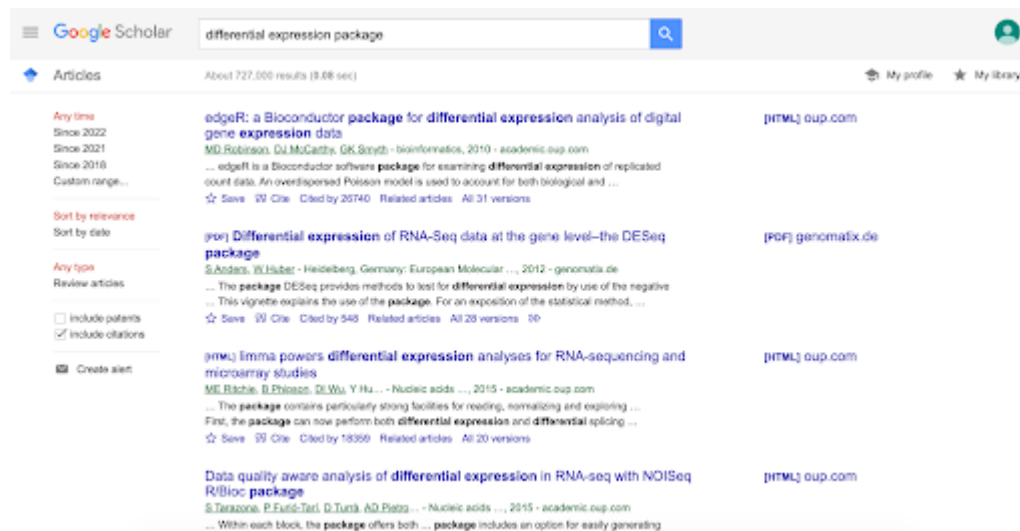 Google Scholar
differential expression package
Articles
About 727,000 results (0.08 sec)
My profile
My library
Any time
Since 2022
Since 2021
Since 2018
Custom range...
Sort by relevance
Sort by date
Any type
Review articles
include patents
include citations
Create alert
edgeR: a Bioconductor package for differential expression analysis of digital
gene expression data
MD Robinson, DJ McCarthy, GK Smyth - bioinformatics, 2010 - academic.oup.com
... edgeR is a Bioconductor software package for examining differential expression of replicated
count data. An overdispersed Poisson model is used to account for both biological and ...
Save Cite Cited by 26740 Related articles All 31 versions
[HTML] oup.com
[PDF] Differential expression of RNA-Seq data at the gene level–the DESeq
package
S Anders, W Huber - Heidelberg, Germany: European Molecular ..., 2012 - genomatix.de
... The package DESeq provides methods to test for differential expression by use of the negative
... This vignette explains the use of the package. For an exposition of the statistical method, ...
Save Cite Cited by 548 Related articles All 28 versions
[PDF] genomatix.de
[HTML] limma powers differential expression analyses for RNA-sequencing and
microarray studies
ME Ritchie, B Phipson, DI Wu, Y Hu... - Nucleic acids ..., 2015 - academic.oup.com
... The package contains particularly strong facilities for reading, normalizing and exploring ...
First, the package can now perform both differential expression and differential splicing ...
Save Cite Cited by 18359 Related articles All 20 versions
[HTML] oup.com
Data quality aware analysis of differential expression in RNA-seq with NOISeq
R/Bioc package
S Tarazona, P Furió-Tarí, D Turrà, AD Pietro... - Nucleic acids ..., 2015 - academic.oup.com
... Within each block, the package offers both ... package includes an option for easily generating
[HTML] oup.com